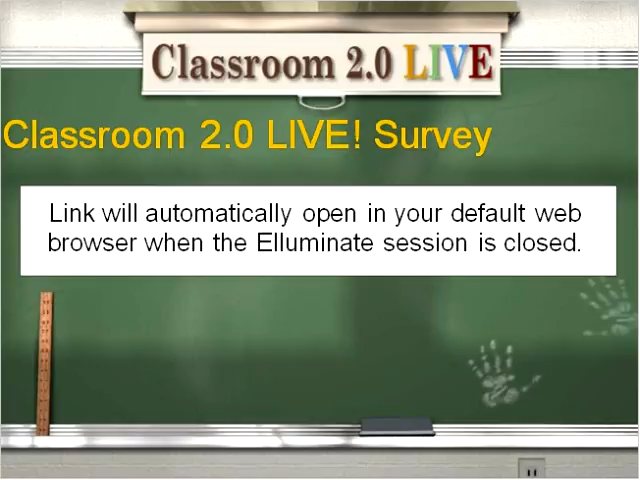 Classroom 2.0 LIVE
Classroom 2.0 LIVE! Survey
Link will automatically open in your default web
browser when the Elluminate session is closed.